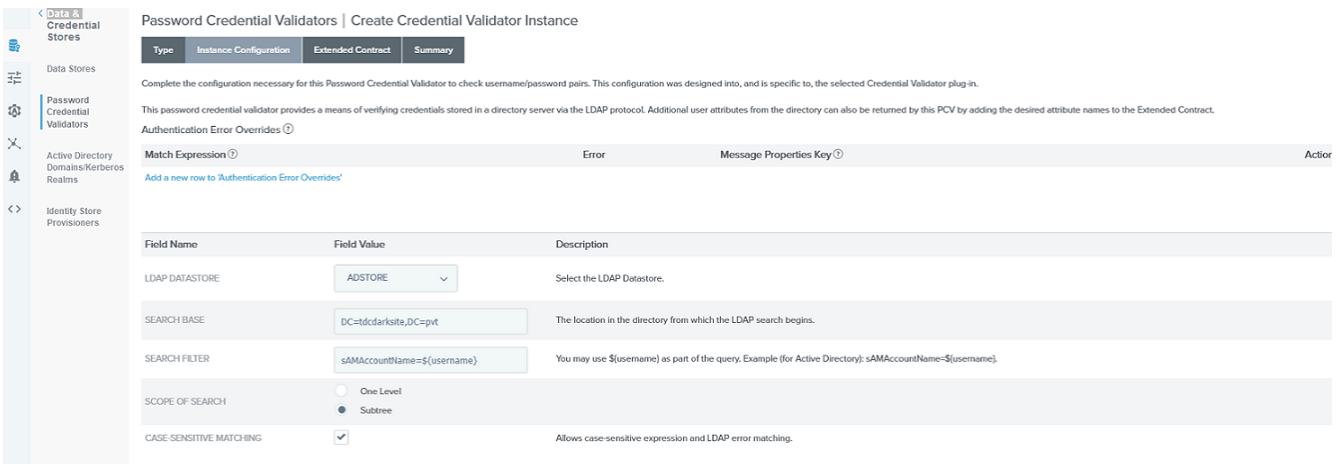 Data &
Credential
Stores
Data Stores
Password
Credential
Validators
Active Directory
Domains/Kerberos
Realms
Identity Store
Provisioners
Password Credential Validators | Create Credential Validator Instance
Type Instance Configuration Extended Contract Summary
Complete the configuration necessary for this Password Credential Validator to check username/password pairs. This configuration was designed into, and is specific to, the selected Credential Validator plug-in.
This password credential validator provides a means of verifying credentials stored in a directory server via the LDAP protocol. Additional user attributes from the directory can also be returned by this PCV by adding the desired attribute names to the Extended Contract.
Authentication Error Overrides ?
Match Expression ? Error Message Properties Key ? Action
Add a new row to 'Authentication Error Overrides'
Field Name Field Value Description
LDAP DATASTORE ADSTORE Select the LDAP Datastore.
SEARCH BASE DC=tdcdarksite,DC=pvt The location in the directory from which the LDAP search begins.
SEARCH FILTER sAMAccountName=${username} You may use ${username} as part of the query. Example (for Active Directory): sAMAccountName=${username}.
One Level
SCOPE OF SEARCH
Subtree
CASE-SENSITIVE MATCHING Allows case-sensitive expression and LDAP error matching.